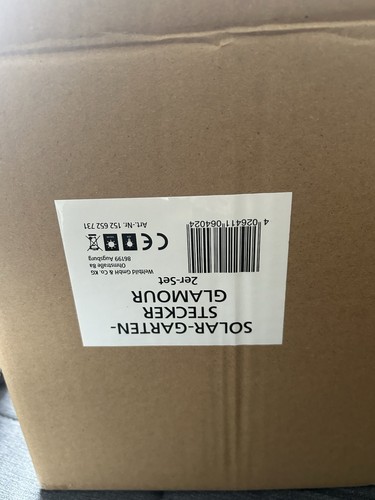 SOLAR-GARTEN-
STECKER
GLAMOUR
2er-Set
Weltbild GmbH & Co. KG
Ohmstraße 8a
86199 Augsburg
CE
Art.-Nr. 152 652 731
4 026411 064024